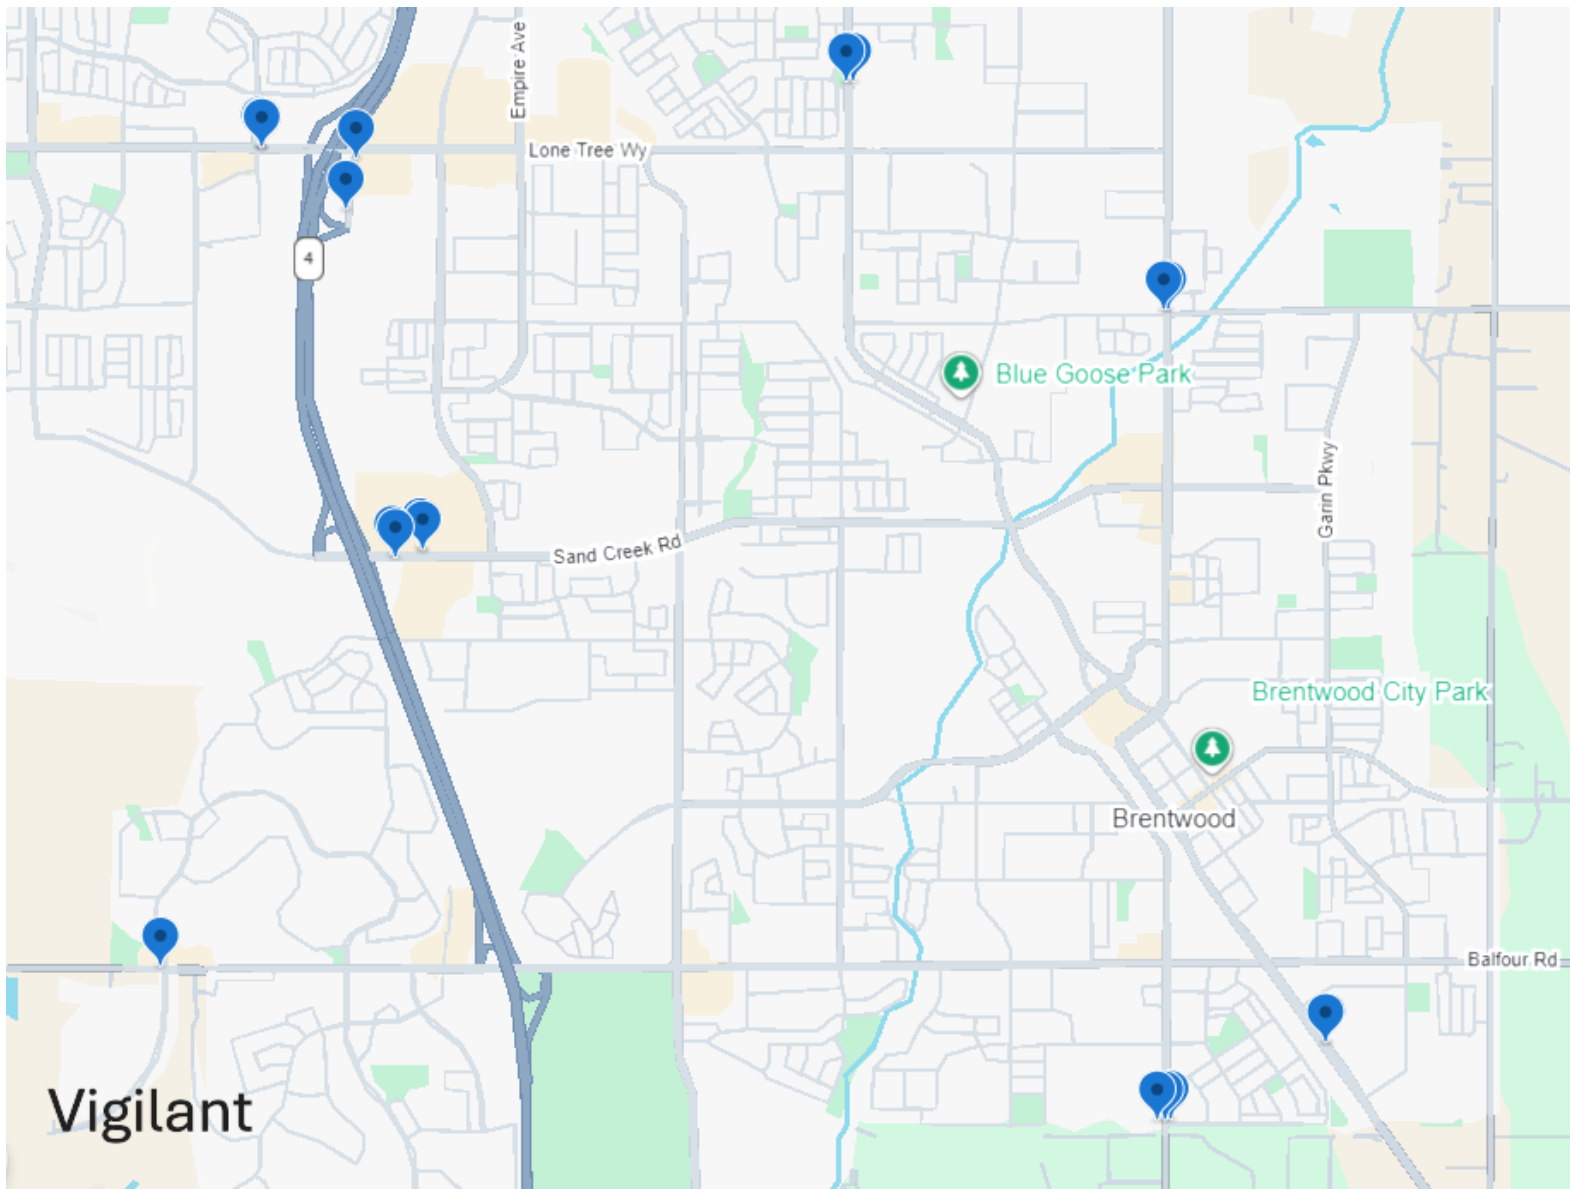 Empire Ave
Lone Tree Wy
4
Blue Goose Park
Garin Pkwy
Sand Creek Rd
Brentwood City Park
Brentwood
Balfour Rd
Vigilant